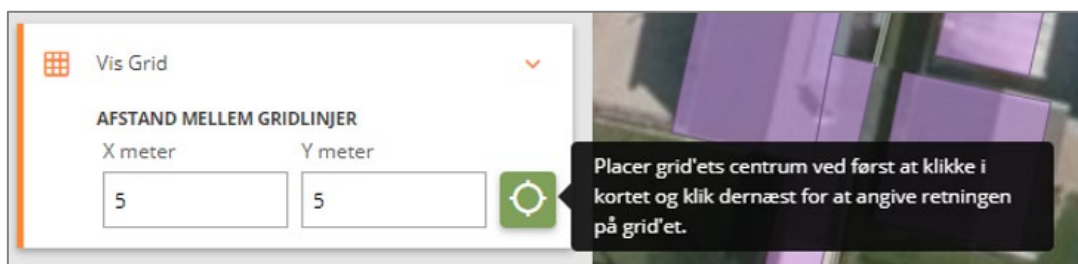 Vis Grid
AFSTAND MELLEM GRIDLINJER
X meter
Y meter
5
5
Placer grid'ets centrum ved først at klikke i
kortet og klik dernæst for at angive retningen
på grid'et.